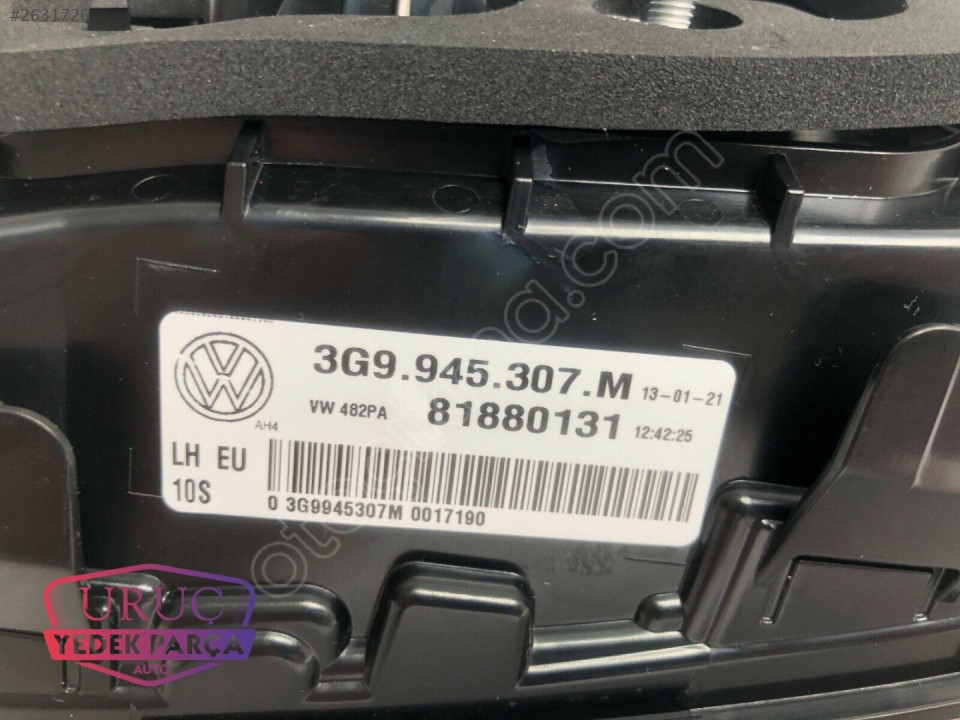 #2631726
3G9.945.307.M 13-01-21
VW 482PA 81880131 12:42:25
AH4
LH EU
10S
0 3G9945307M 0017190
URUÇ
YEDEK PARÇA
AUTO